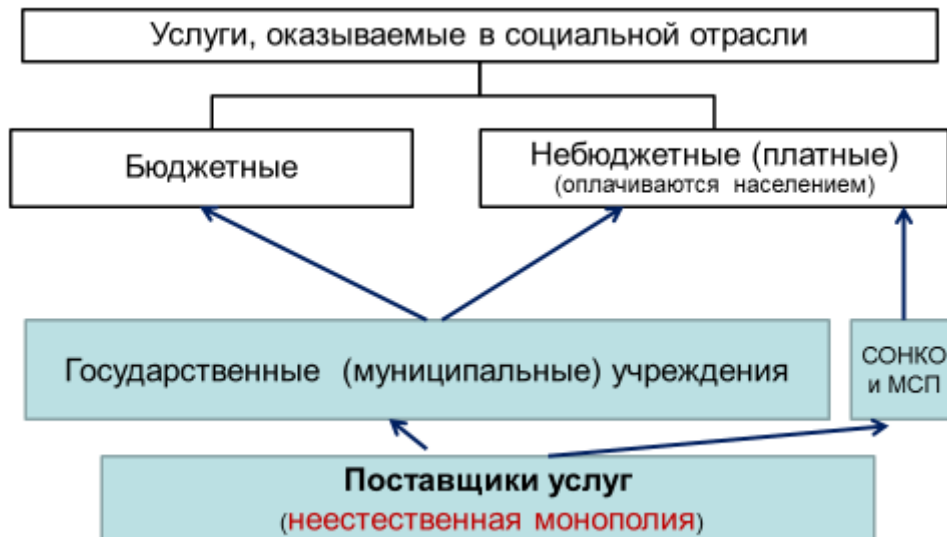 Услуги, оказываемые в социальной отрасли
Бюджетные
Небюджетные (платные)
(оплачиваются населением)
Государственные (муниципальные) учреждения
СОНКО
и МСП
Поставщики услуг
(неестественная монополия)